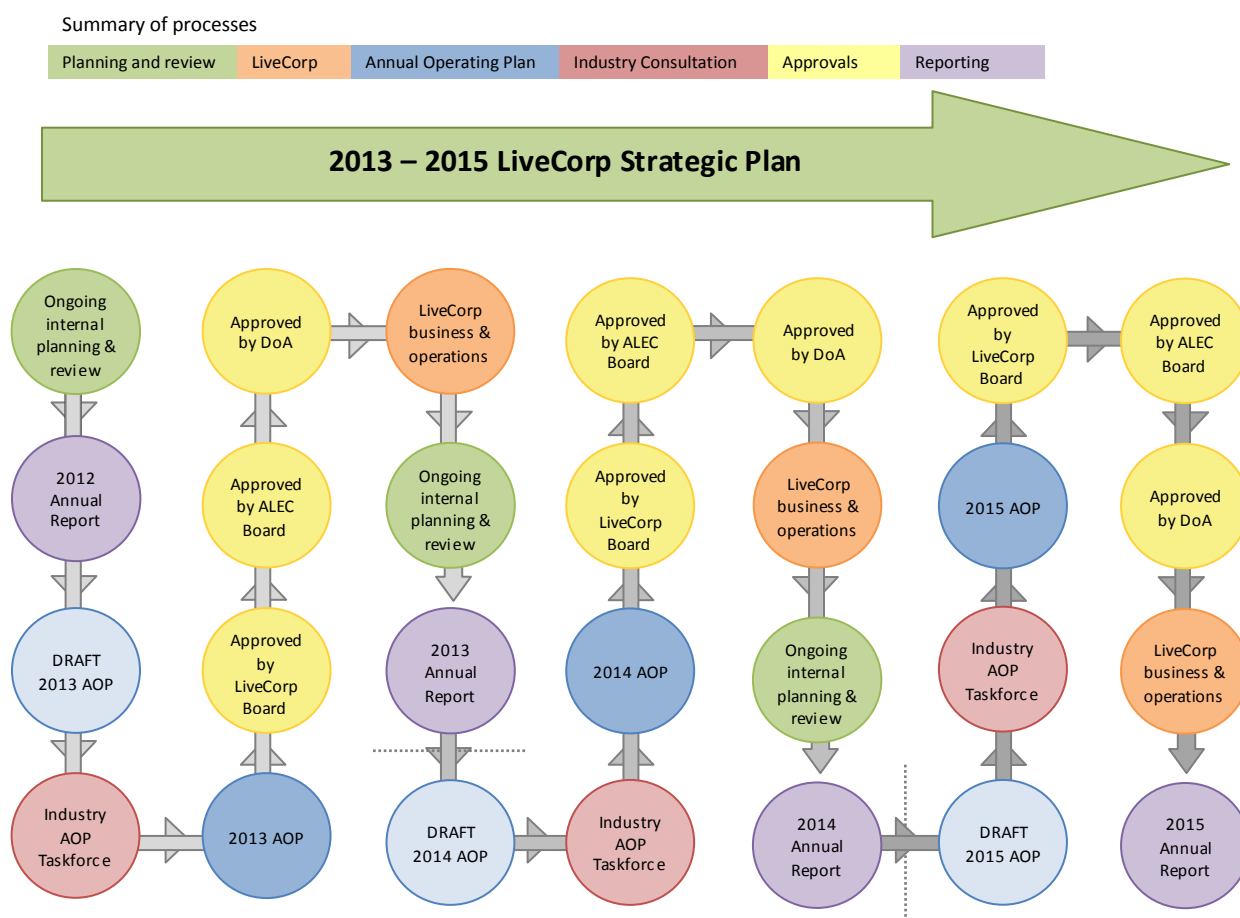 Summary of processes
Planning and review
LiveCorp
Annual Operating Plan
Industry Consultation
Approvals
Reporting
2013 – 2015 LiveCorp Strategic Plan
Ongoing
internal
planning &
review
2012
Annual
Report
DRAFT
2013 AOP
Industry
AOP
Taskforce
2013 AOP
Approved
by
LiveCorp
Board
Approved
by ALEC
Board
Approved
by DoA
LiveCorp
business &
operations
Ongoing
internal
planning &
review
2013
Annual
Report
DRAFT
2014 AOP
Industry
AOP
Taskforce
2014 AOP
Approved
by
LiveCorp
Board
Approved
by ALEC
Board
Approved
by DoA
LiveCorp
business &
operations
Ongoing
internal
planning &
review
2014
Annual
Report
DRAFT
2015 AOP
Industry
AOP
Taskforce
2015 AOP
Approved
by
LiveCorp
Board
Approved
by ALEC
Board
Approved
by DoA
LiveCorp
business &
operations
2015
Annual
Report